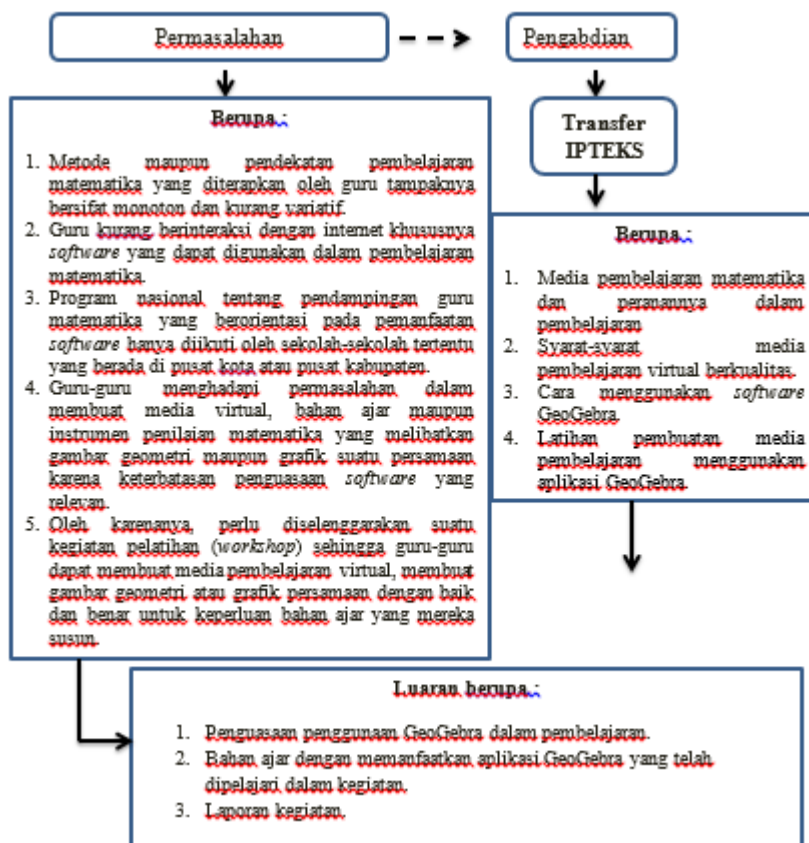 Permasalahan
Pengabdian
Berupa :
1. Metode maupun pendekatan pembelajaran
matematika yang diterapkan oleh guru tampaknya
bersifat monoton dan kurang variatif.
2. Guru kurang berinteraksi dengan internet khususnya
software yang dapat digunakan dalam pembelajaran
matematika.
3. Program nasional tentang pendampingan guru
matematika yang berorientasi pada pemanfaatan
software hanya diikuti oleh sekolah-sekolah tertentu
yang berada di pusat kota atau pusat kabupaten.
4. Guru-guru menghadapi permasalahan dalam
membuat media virtual, bahan ajar maupun
instrumen penilaian matematika yang melibatkan
gambar geometri maupun grafik suatu persamaan
karena keterbatasan penguasaan software yang
relevan.
5. Oleh karenanya, perlu diselenggarakan suatu
kegiatan pelatihan (workshop) sehingga guru-guru
dapat membuat media pembelajaran virtual, membuat
gambar geometri atau grafik persamaan dengan baik
dan benar untuk keperluan bahan ajar yang mereka
susun.
Transfer
IPTEKS
Berupa :
1. Media pembelajaran matematika
dan peranannya dalam
pembelajaran
2. Syarat-syarat media
pembelajaran virtual berkualitas.
3. Cara menggunakan software
GeoGebra.
4. Latihan pembuatan media
pembelajaran menggunakan
aplikasi GeoGebra.
Luaran berupa :
1. Penguasaan penggunaan GeoGebra dalam pembelajaran.
2. Bahan ajar dengan memanfaatkan aplikasi GeoGebra yang telah
dipelajari dalam kegiatan.
3. Laporan kegiatan.